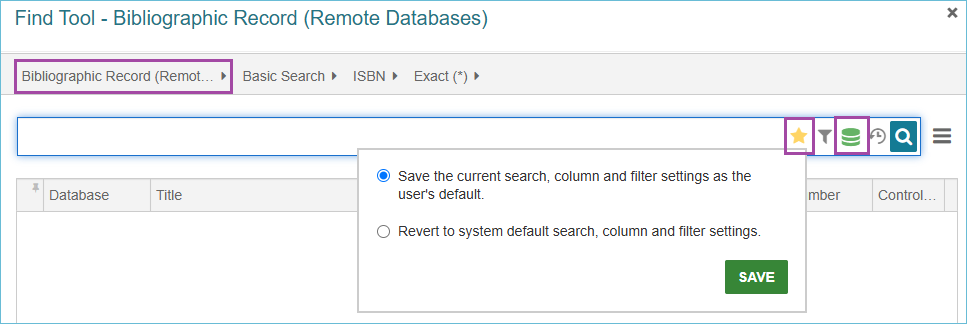 Find Tool - Bibliographic Record (Remote Databases)
Bibliographic Record (Remot... Basic Search ISBN Exact (*)
Save the current search, column and filter settings as the
user's default.
Database Title mber Control...
Revert to system default search, column and filter settings.
SAVE